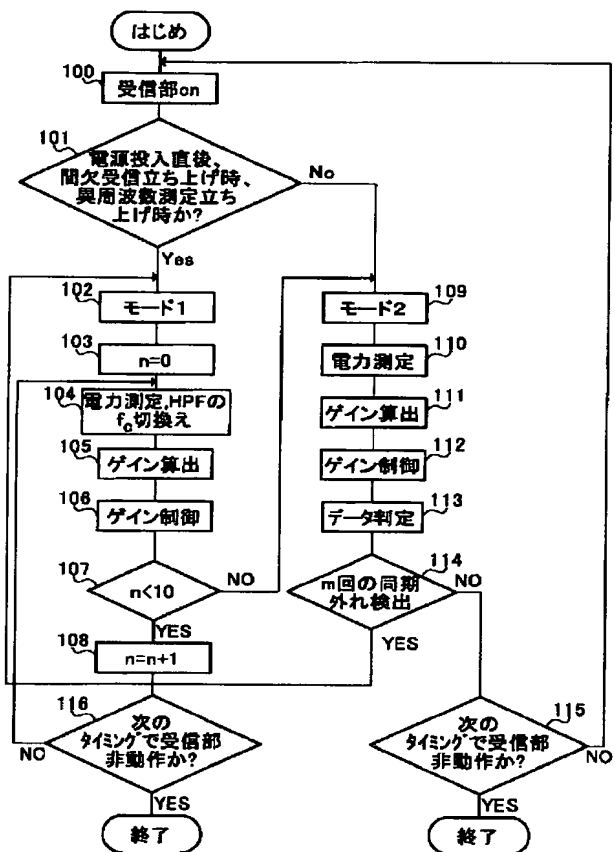 はじめ
100
受信部on
101
電源投入直後、
間欠受信立ち上げ時、
異周波数測定立ち
上げ時か?
No
Yes
102
モード1
103
n=0
104
電力測定,HPFの
fc切換え
105
ゲイン算出
106
ゲイン制御
107
n<10
NO
YES
108
n=n+1
116
次の
タイミングで受信部
非動作か?
NO
YES
終了
109
モード2
110
電力測定
111
ゲイン算出
112
ゲイン制御
113
データ判定
114
m回の同期
外れ検出
NO
YES
115
次の
タイミングで受信部
非動作か?
NO
YES
終了